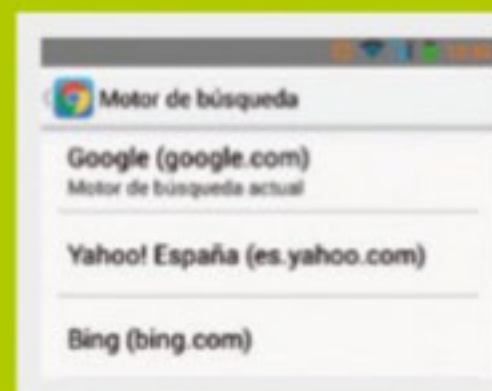 Motor de búsqueda
Google (google.com)
Motor de búsqueda actual
Yahoo! España (es.yahoo.com)
Bing (bing.com)